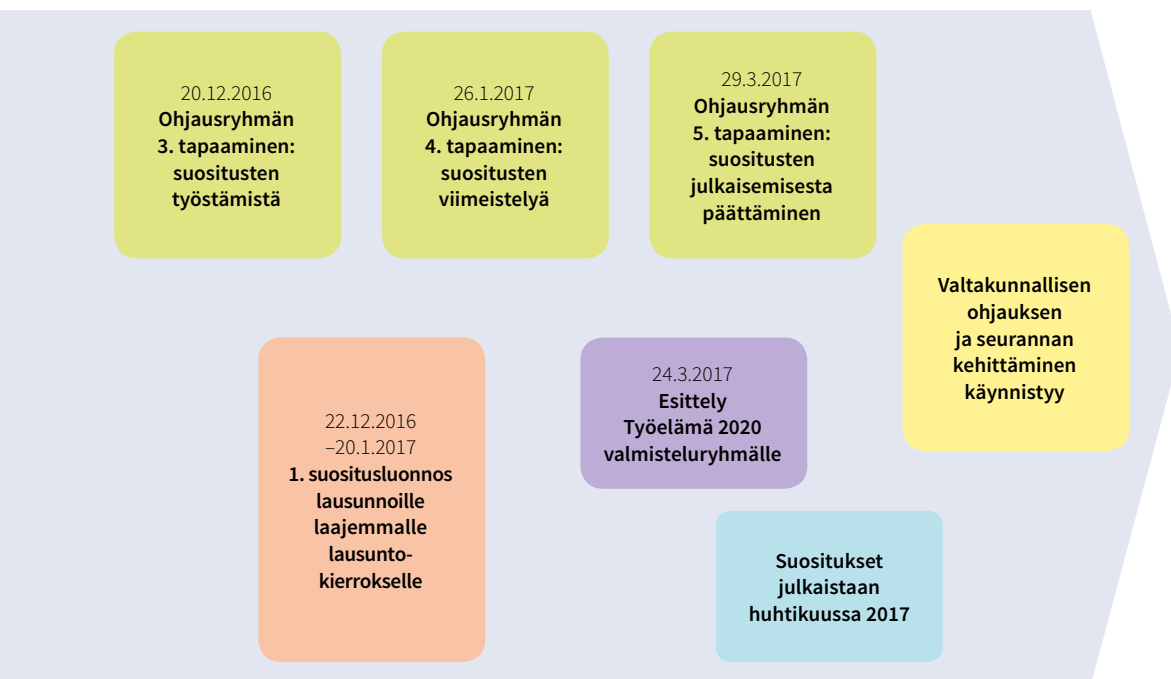 20.12.2016
Ohjausryhmän
3. tapaaminen:
suositusten
työstämistä
26.1.2017
Ohjausryhmän
4. tapaaminen:
suositusten
viimeistelyä
29.3.2017
Ohjausryhmän
5. tapaaminen:
suositusten
julkaisemisesta
päättäminen
Valtakunnallisen
ohjauksen
ja seurannan
kehittäminen
käynnistyy
22.12.2016
–20.1.2017
1. suositusluonnos
lausunnoille
laajemmalle
lausunto-
kierrokselle
24.3.2017
Esittely
Työelämä 2020
valmisteluryhmälle
Suositukset
julkaistaan
huhtikuussa 2017